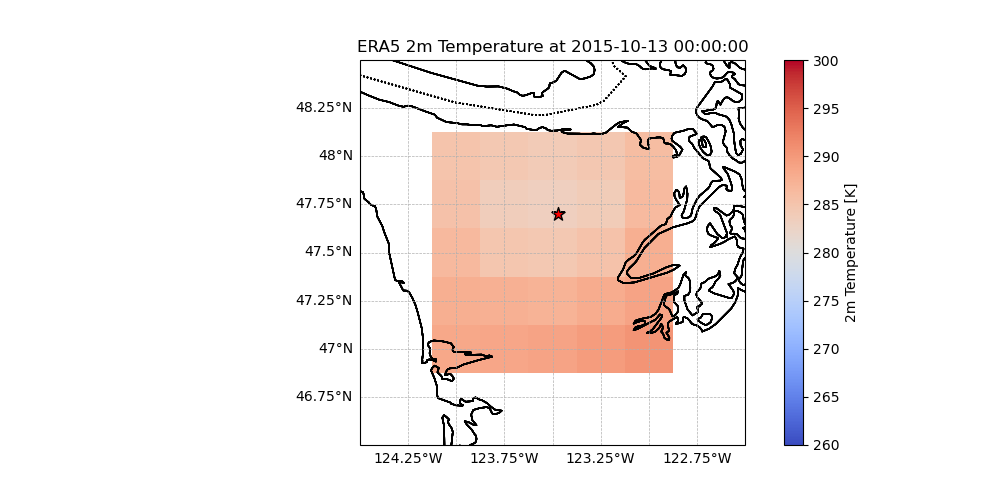 ERA5 2m Temperature at 2015-10-13 00:00:00
48.25°N
48°N
47.75°N
47.5°N
47.25°N
47°N
46.75°N
124.25°W 123.75°W 123.25°W 122.75°W
300
295
290
285
280
275
270
265
260
2m Temperature [K]